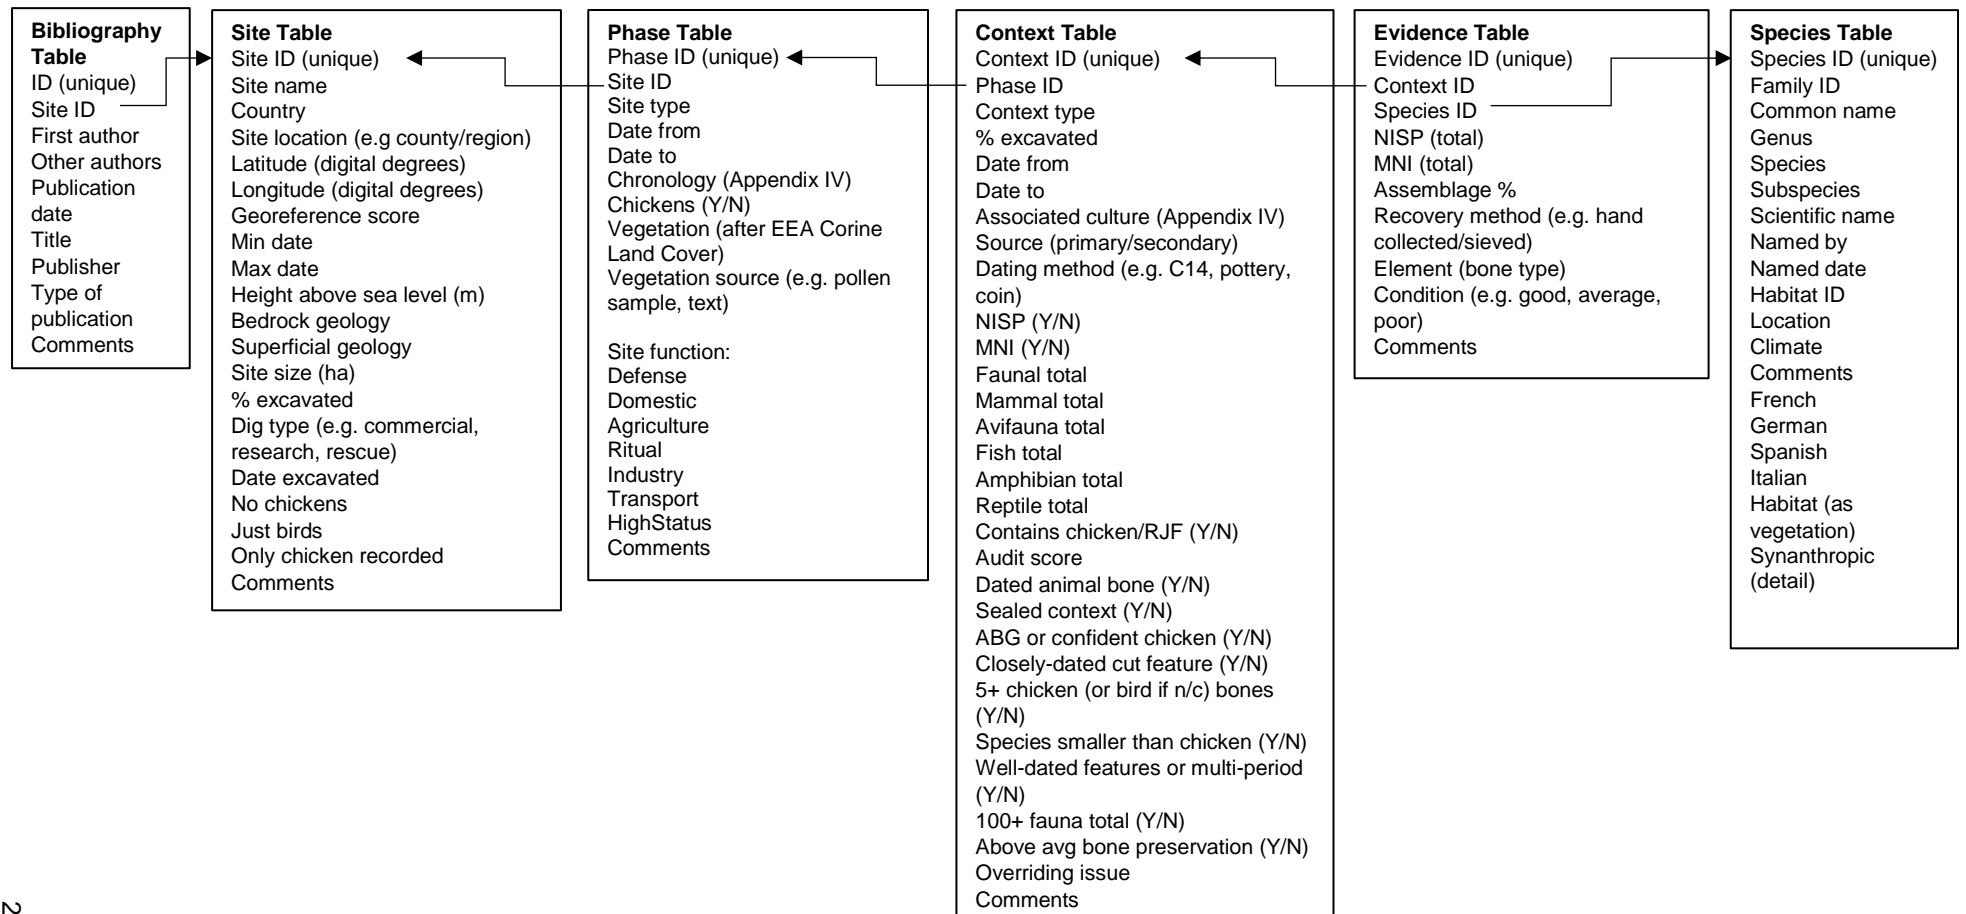 Bibliography
Table
ID (unique)
Site ID
First author
Other authors
Publication
date
Title
Publisher
Type of
publication
Comments
Site Table
Site ID (unique)
Site name
Country
Site location (e.g county/region)
Latitude (digital degrees)
Longitude (digital degrees)
Georeference score
Min date
Max date
Height above sea level (m)
Bedrock geology
Superficial geology
Site size (ha)
% excavated
Dig type (e.g. commercial,
research, rescue)
Date excavated
No chickens
Just birds
Only chicken recorded
Comments
Phase Table
Phase ID (unique)
Site ID
Site type
Date from
Date to
Chronology (Appendix IV)
Chickens (Y/N)
Vegetation (after EEA Corine
Land Cover)
Vegetation source (e.g. pollen
sample, text)
Site function:
Defense
Domestic
Agriculture
Ritual
Industry
Transport
HighStatus
Comments
Context Table
Context ID (unique)
Phase ID
Context type
% excavated
Date from
Date to
Associated culture (Appendix IV)
Source (primary/secondary)
Dating method (e.g. C14, pottery,
coin)
NISP (Y/N)
MNI (Y/N)
Faunal total
Mammal total
Avifauna total
Fish total
Amphibian total
Reptile total
Contains chicken/RJF (Y/N)
Audit score
Dated animal bone (Y/N)
Sealed context (Y/N)
ABG or confident chicken (Y/N)
Closely-dated cut feature (Y/N)
5+ chicken (or bird if n/c) bones
(Y/N)
Species smaller than chicken (Y/N)
Well-dated features or multi-period
(Y/N)
100+ fauna total (Y/N)
Above avg bone preservation (Y/N)
Overriding issue
Comments
Evidence Table
Evidence ID (unique)
Context ID
Species ID
NISP (total)
MNI (total)
Assemblage %
Recovery method (e.g. hand
collected/sieved)
Element (bone type)
Condition (e.g. good, average,
poor)
Comments
Species Table
Species ID (unique)
Family ID
Common name
Genus
Species
Subspecies
Scientific name
Named by
Named date
Habitat ID
Location
Climate
Comments
French
German
Spanish
Italian
Habitat (as
vegetation)
Synanthropic
(detail)
2